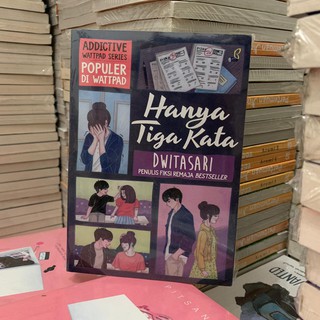 ADDICTIVE
WATTPAD SERIES
POPULER
DI WATTPAD
Hanya
Tiga Kata
DWITASARI
PENULIS FIKSI REMAJA BESTSELLER